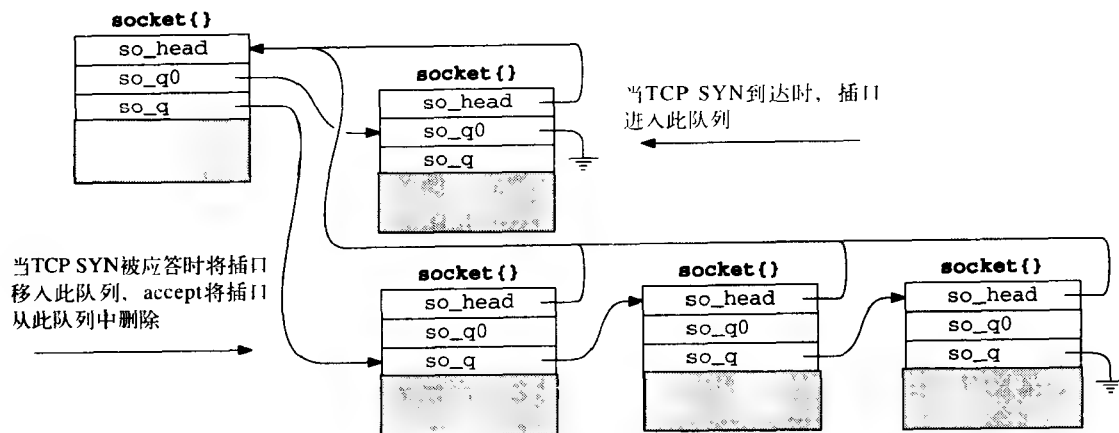 socket{}
so_head
so_q0
so_q
socket{}
so_head
so_q0
so_q
当TCP SYN到达时，插口
进入此队列
当TCP SYN被应答时将插口
移入此队列，accept将插口
从此队列中删除
socket{}
so_head
so_q0
so_q
socket{}
so_head
so_q0
so_q
socket{}
so_head
so_q0
so_q